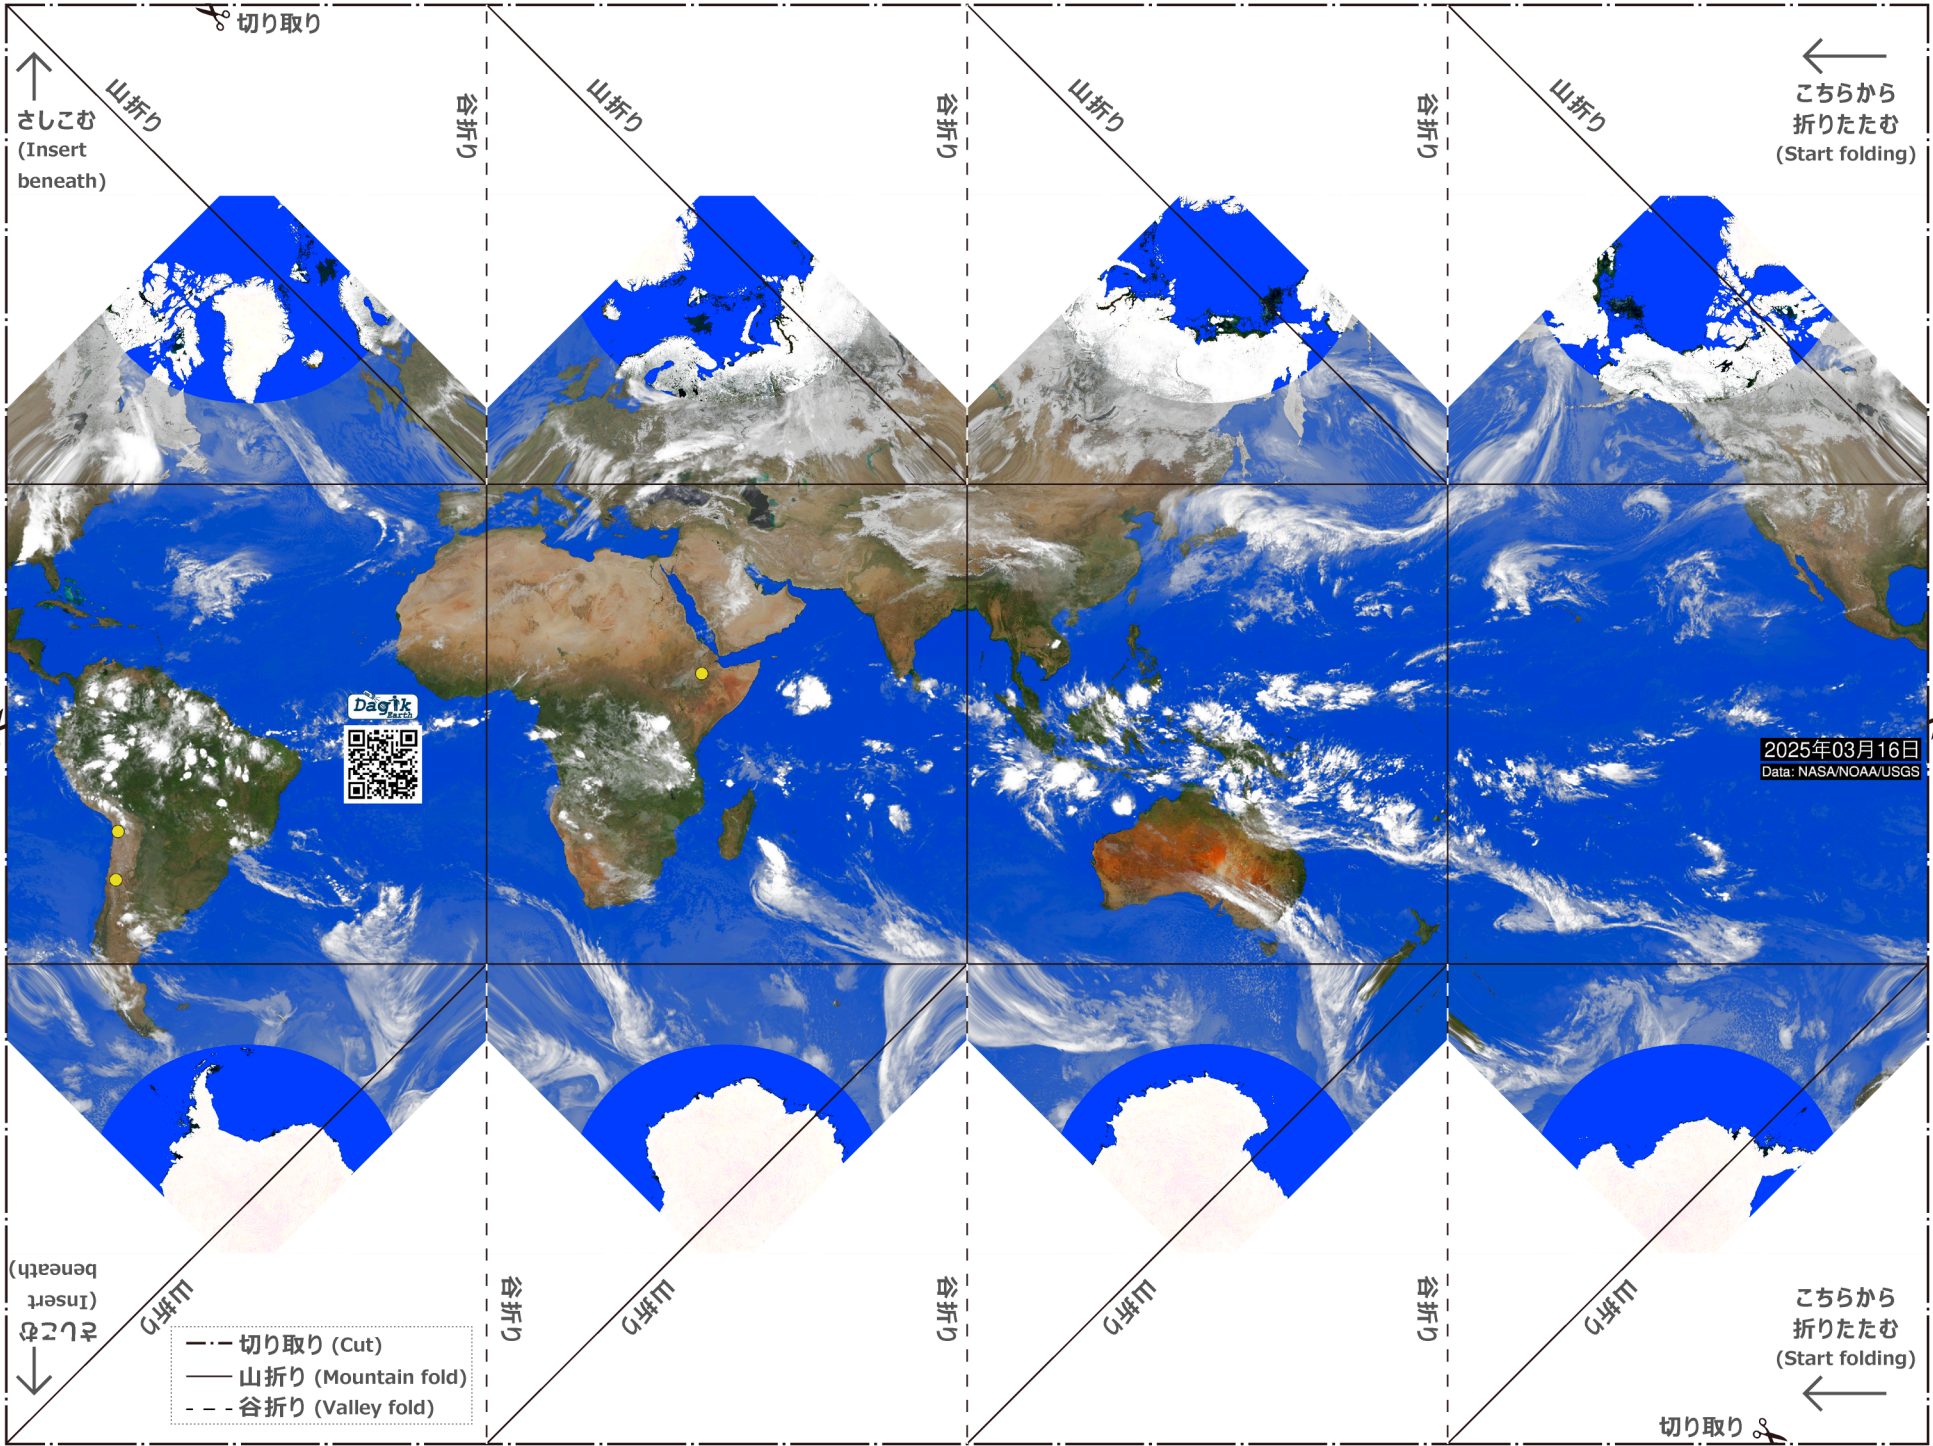 切り取り
さしこむ
(Insert
beneath)
山折り
谷折り
山折り
谷折り
山折り
谷折り
山折り
こちらから
折りたたむ
(Start folding)
Dagik
Earth
2025年03月16日
Data: NASA/NOAA/USGS
さしこむ
(Insert
beneath)
山折り
谷折り
山折り
谷折り
山折り
谷折り
山折り
こちらから
折りたたむ
(Start folding)
切り取り (Cut)
山折り (Mountain fold)
谷折り (Valley fold)
切り取り